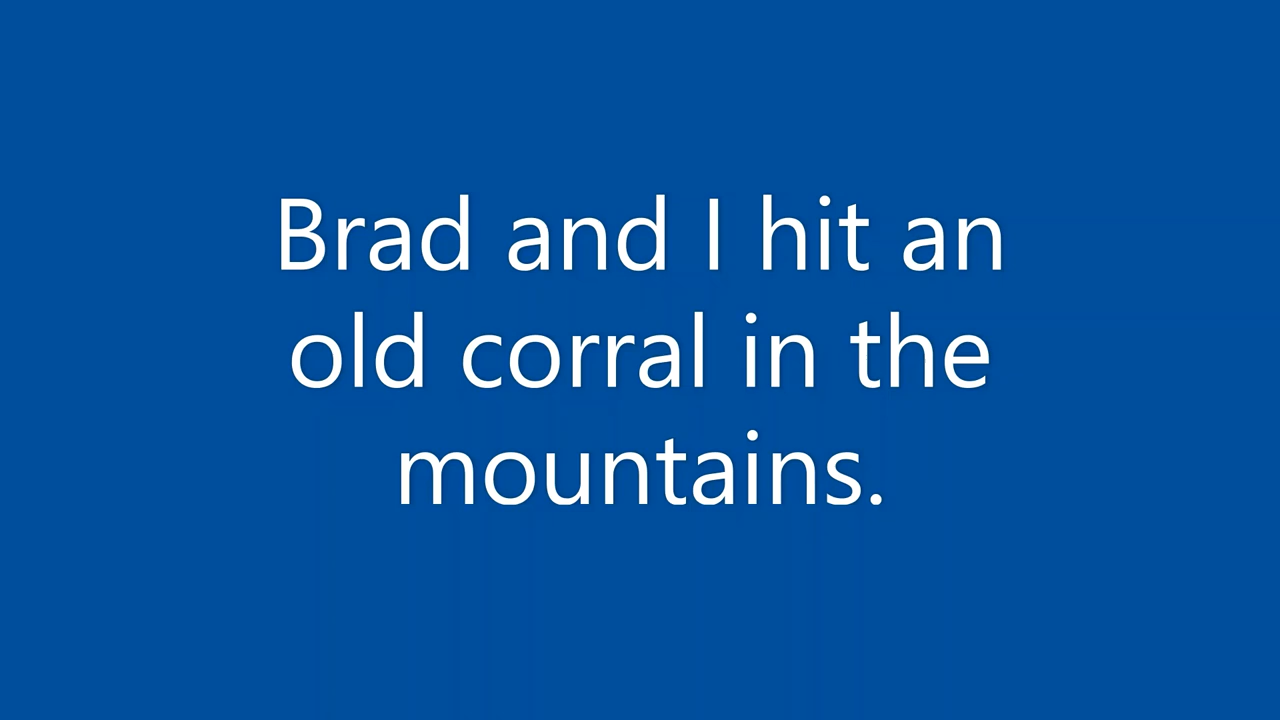 Brad and I hit an
old corral in the
mountains.